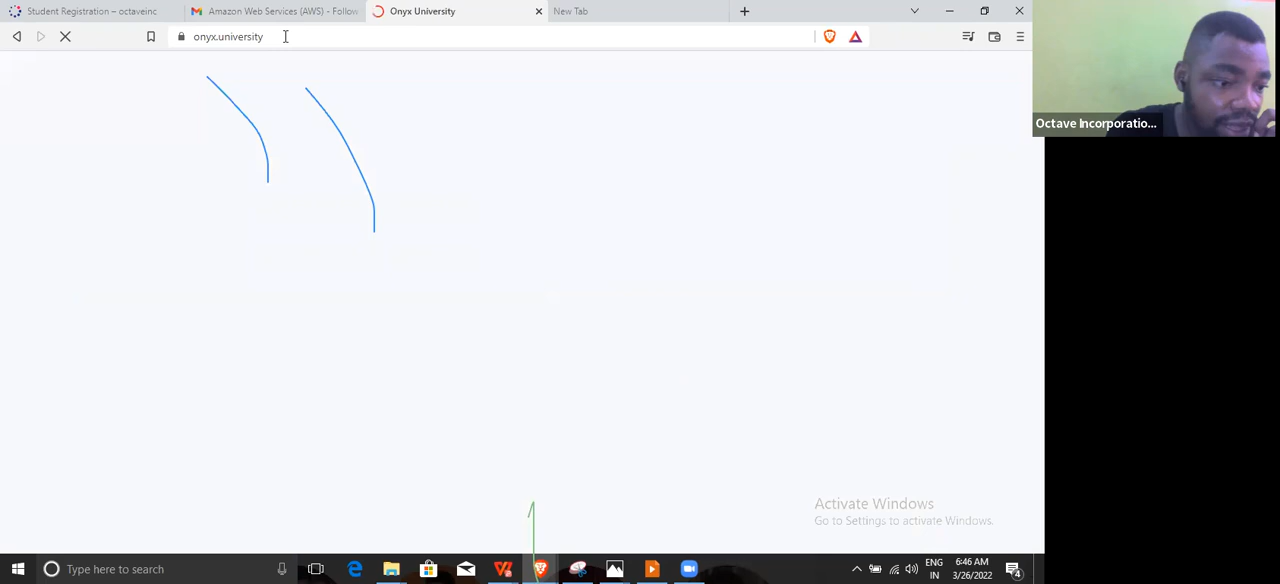 Student Registration – octaveinc
Amazon Web Services (AWS) - Follow
Onyx University
New Tab
onyx.university
Octave Incorporatio...
Activate Windows
Go to Settings to activate Windows.
Type here to search
ENG
IN
6:46 AM
3/26/2022
4